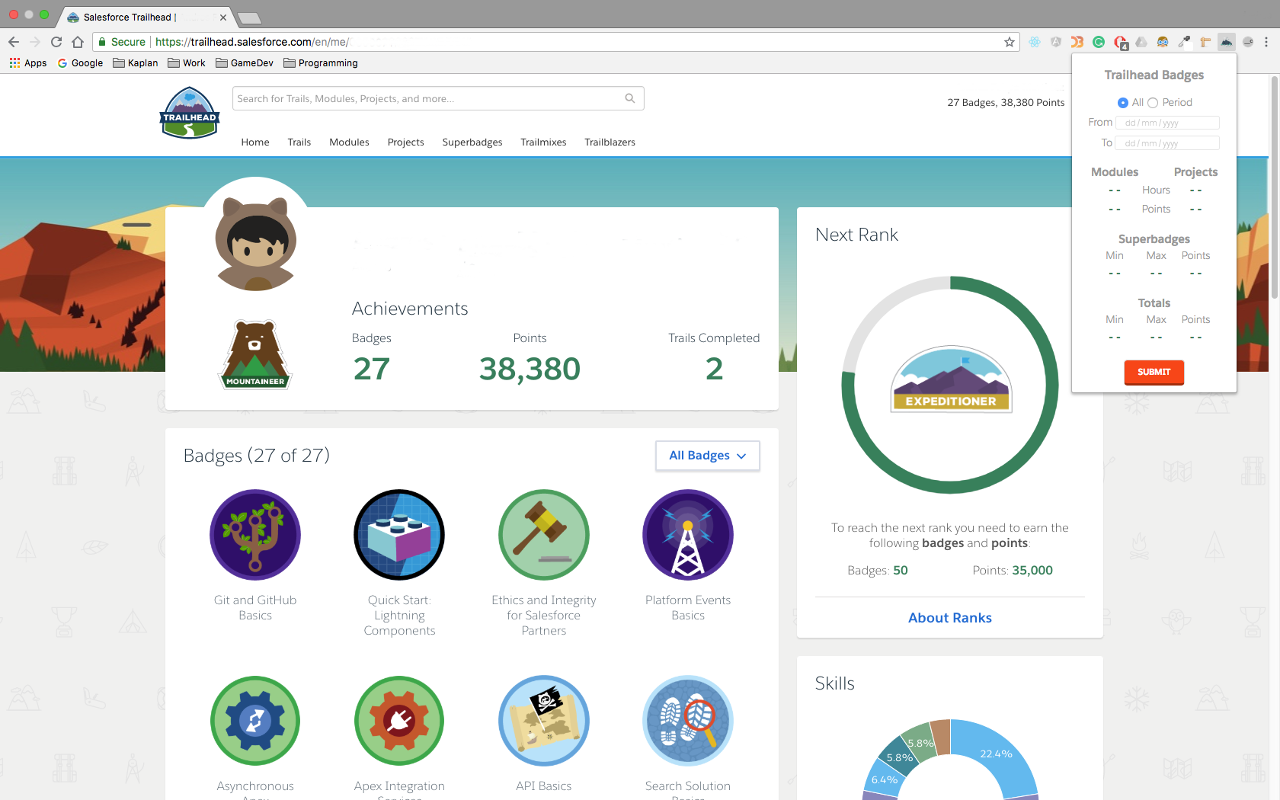 Salesforce Trailhead |
Secure | https://trailhead.salesforce.com/en/me/
4
Apps Google Kaplan Work GameDev Programming
TRAILHEAD
Search for Trails, Modules, Projects, and more...
27 Badges, 38,380 Points
Home Trails Modules Projects Superbadges Trailmixes Trailblazers
Trailhead Badges
All Period
From dd/mm/yyyy
To dd/mm/yyyy
Modules Projects
-- Hours --
-- Points --
Superbadges
Min Max Points
-- -- --
Totals
Min Max Points
-- -- --
SUBMIT
Achievements
Badges Points Trails Completed
27 38,380 2
MOUNTAINEER
Next Rank
EXPEDITIONER
To reach the next rank you need to earn the
following badges and points:
Badges: 50 Points: 35,000
About Ranks
Badges (27 of 27)
All Badges
Git and GitHub
Basics
Quick Start:
Lightning
Components
Ethics and Integrity
for Salesforce
Partners
Platform Events
Basics
Asynchronous
Apex
Apex Integration
Services
API Basics
Search Solution
Basics
Skills
22.4%
5.8%
5.8%
6.4%